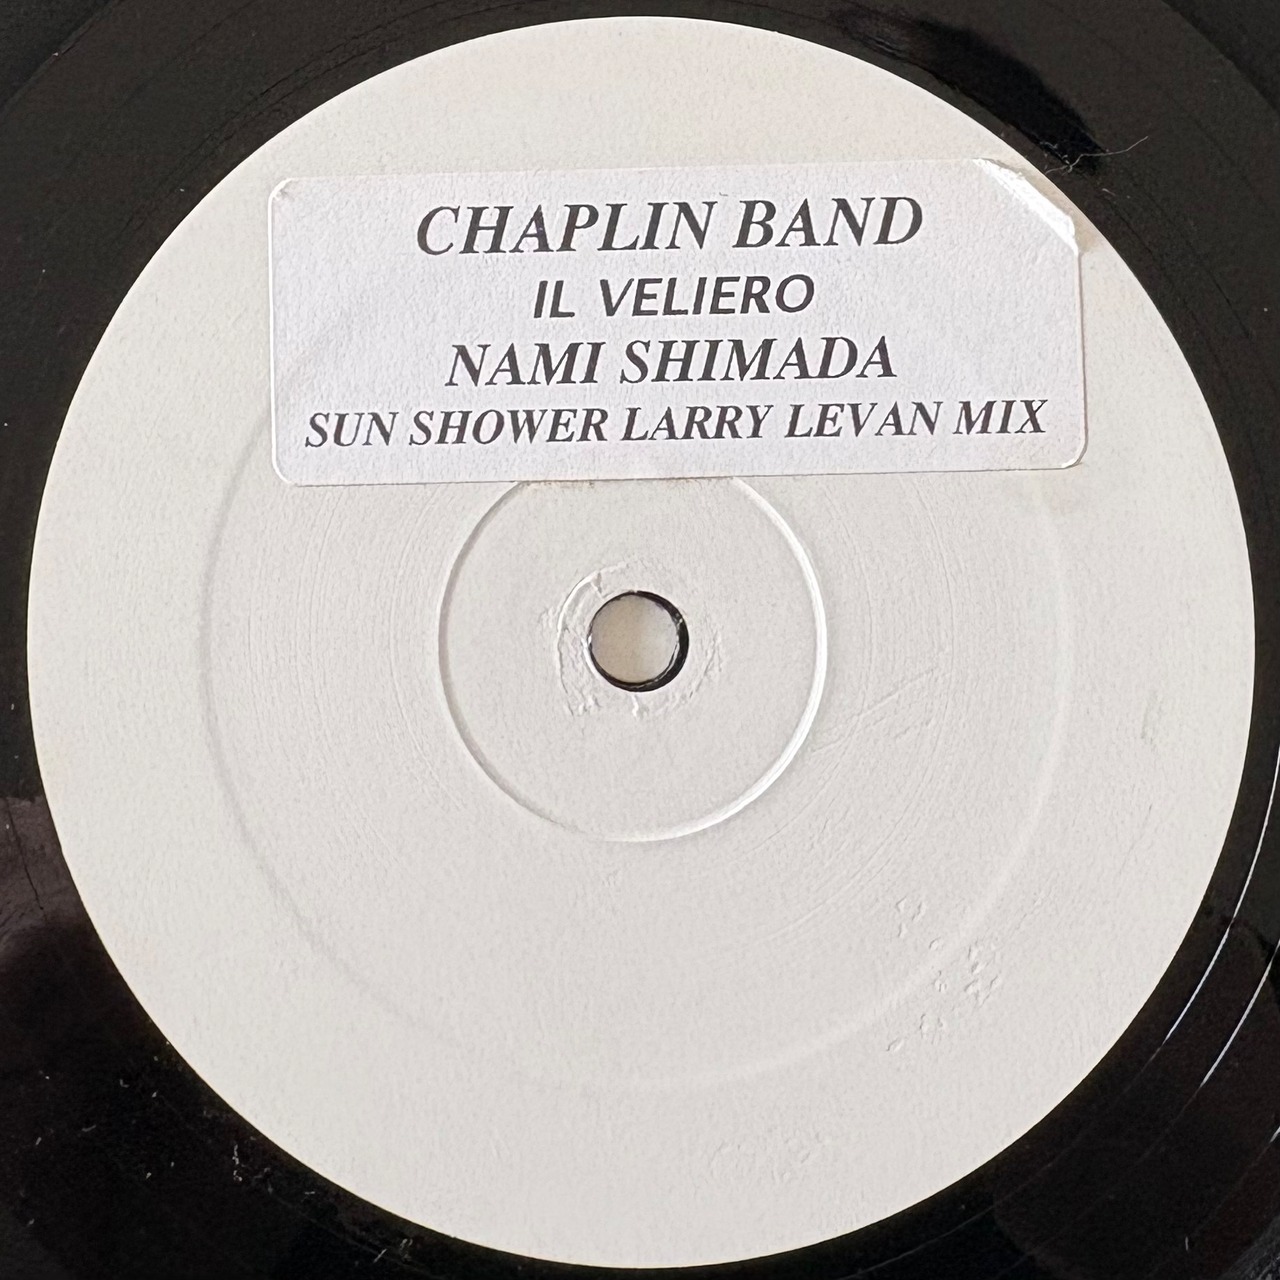 CHAPLIN BAND
IL VELIERO
NAMI SHIMADA
SUN SHOWER LARRY LEVAN MIX